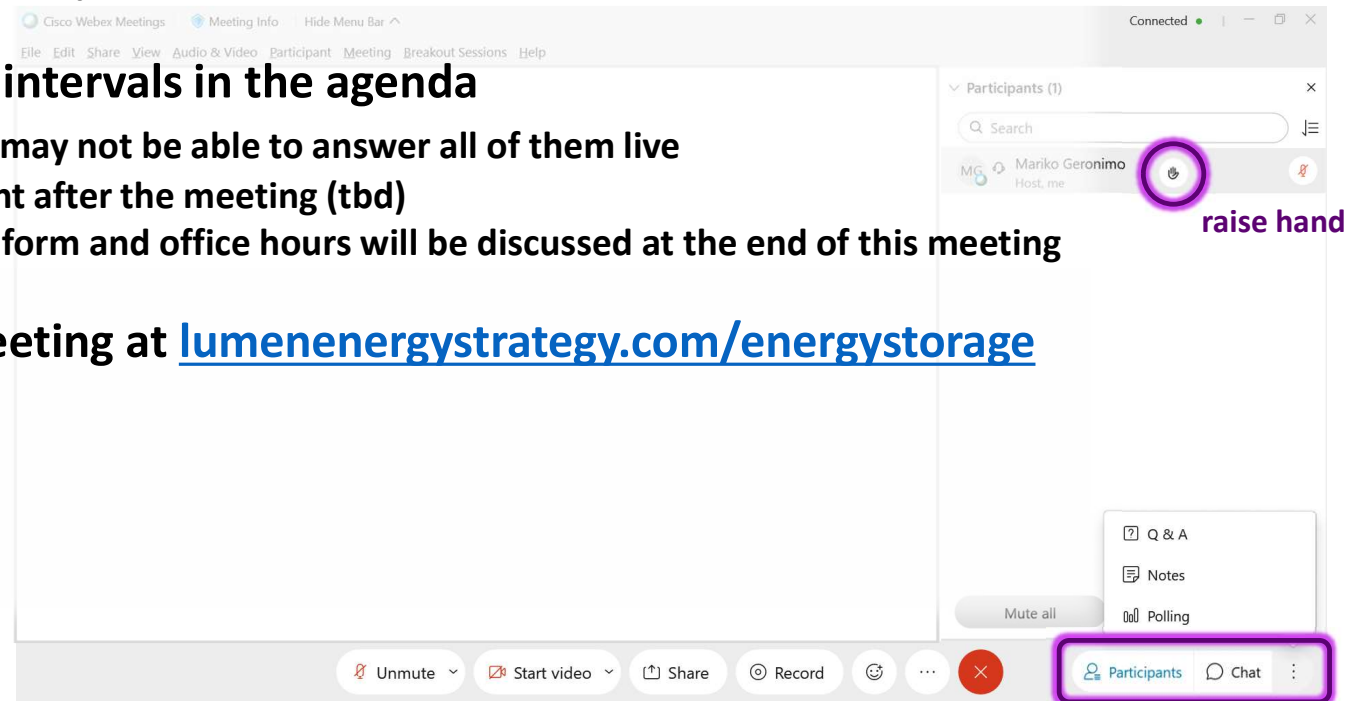 Cisco Webex Meetings Meeting Info Hide Menu Bar
Connected
File Edit Share View Audio & Video Participant Meeting Breakout Sessions Help
intervals in the agenda
Participants (1)
may not be able to answer all of them live
Search
nt after the meeting (tbd)
MG Mariko Geronimo
Host, me
raise hand
form and office hours will be discussed at the end of this meeting
eeting at lumenenergystrategy.com/energystorage
Q & A
Notes
Mute all
Polling
Unmute Start video Share Record Participants Chat